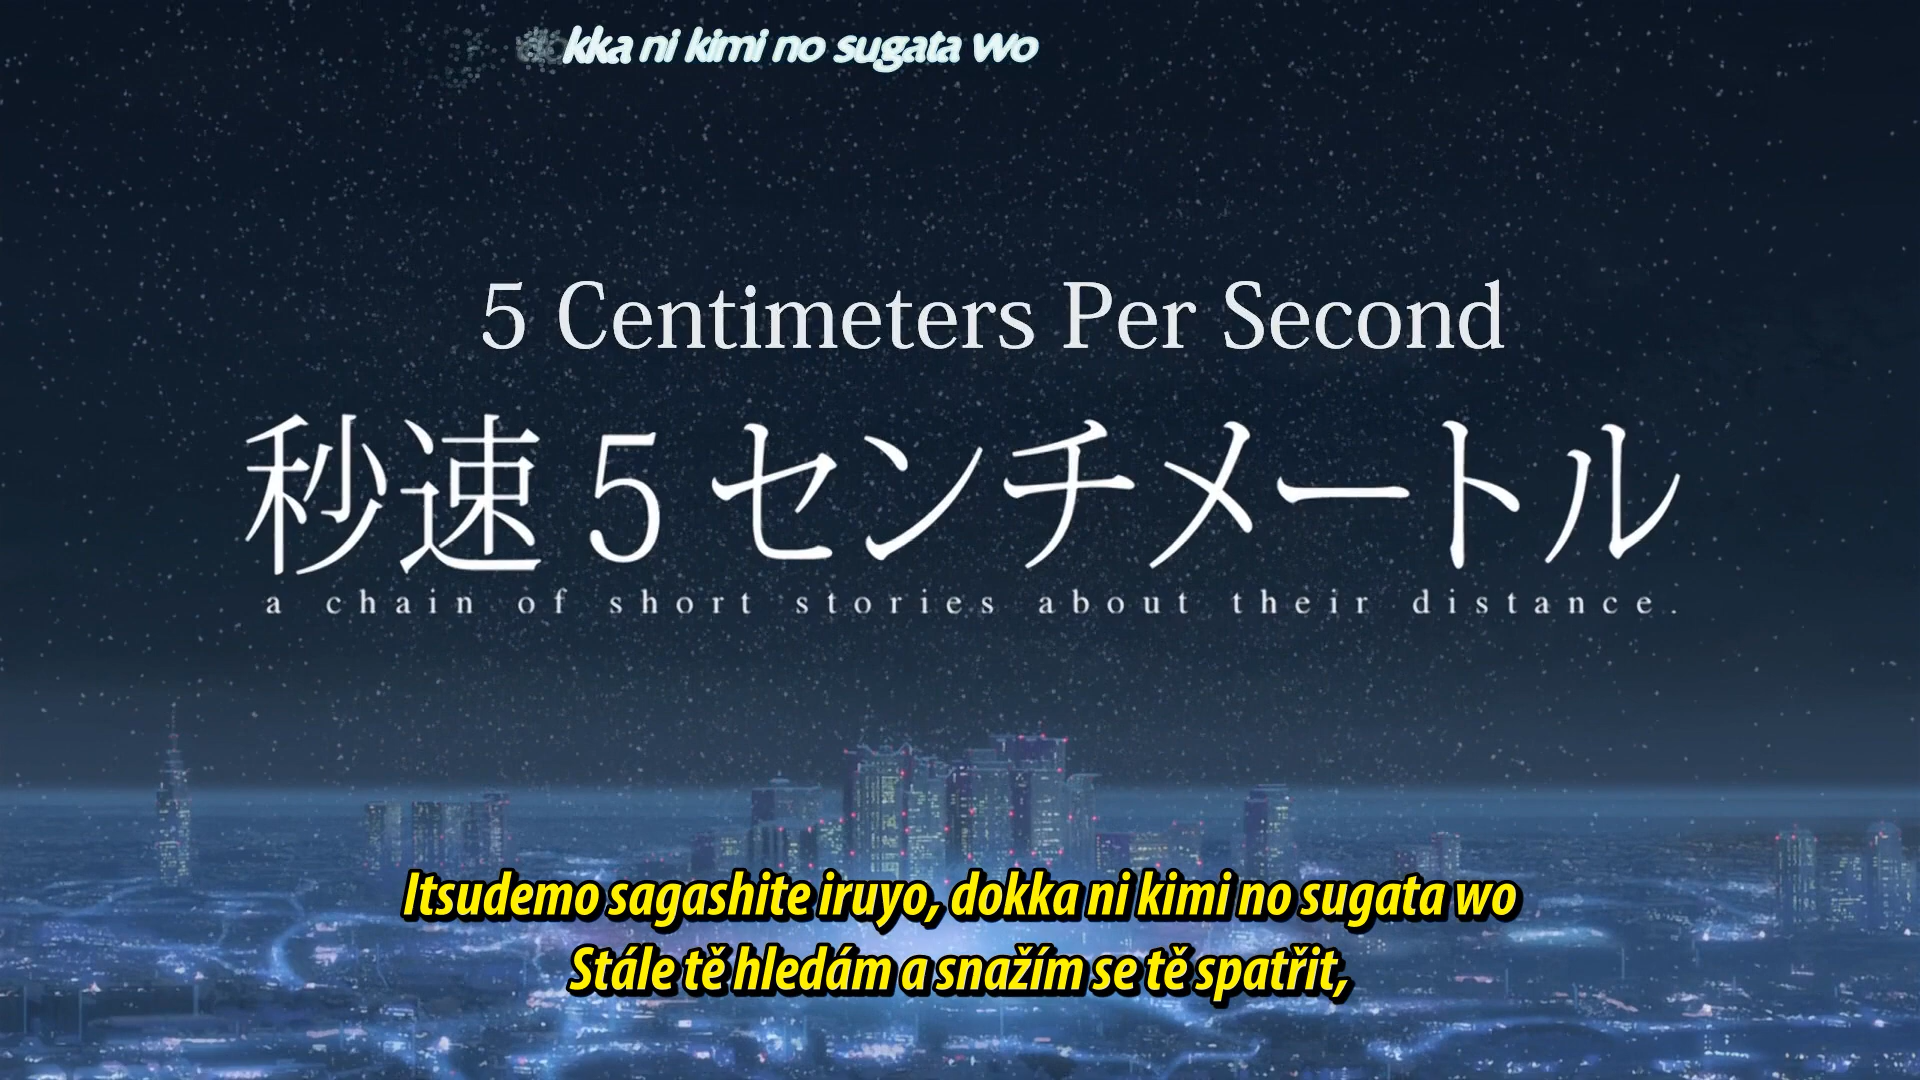 kka ni kimi no sugata wo
5 Centimeters Per Second
秒速5センチメートル
a chain of short stories about their distance.
Itsudemo sagashite iruyo, dokka ni kimi no sugata wo
Stále tě hledám a snažím se tě spatřit,